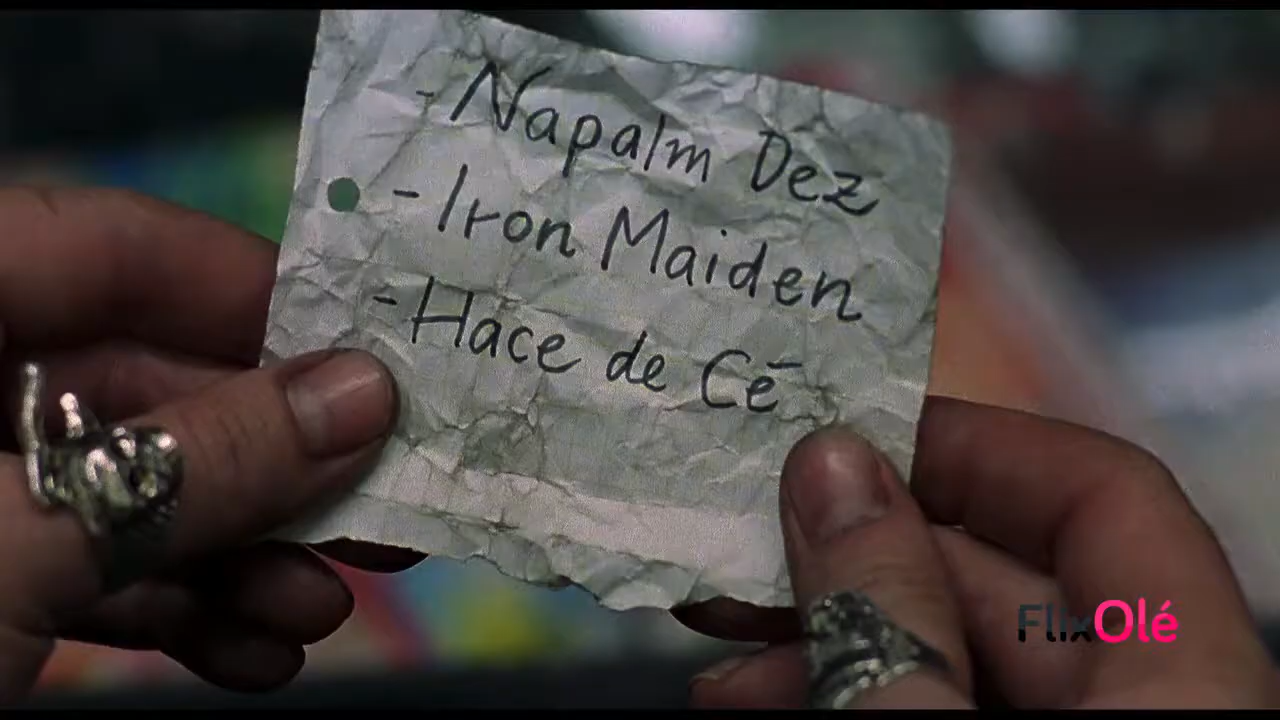 - Napalm Dez
- Iron Maiden
- Hace de Cé
FlixOlé